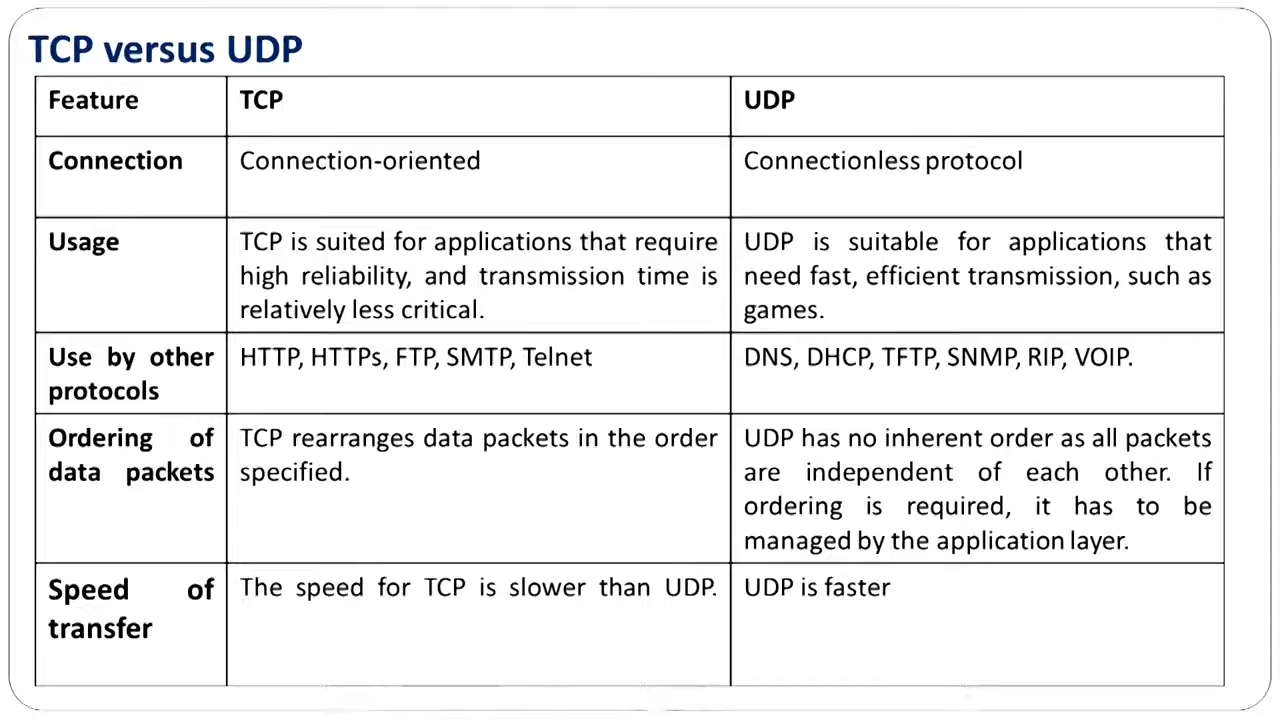 TCP versus UDP
Feature
TCP
UDP
Connection
Connection-oriented
Connectionless protocol
Usage
TCP is suited for applications that require
high reliability, and transmission time is
relatively less critical.
UDP is suitable for applications that
need fast, efficient transmission, such as
games.
Use by other
protocols
HTTP, HTTPs, FTP, SMTP, Telnet
DNS, DHCP, TFTP, SNMP, RIP, VOIP.
Ordering of
data packets
TCP rearranges data packets in the order
specified.
UDP has no inherent order as all packets
are independent of each other. If
ordering is required, it has to be
managed by the application layer.
Speed of
transfer
The speed for TCP is slower than UDP.
UDP is faster